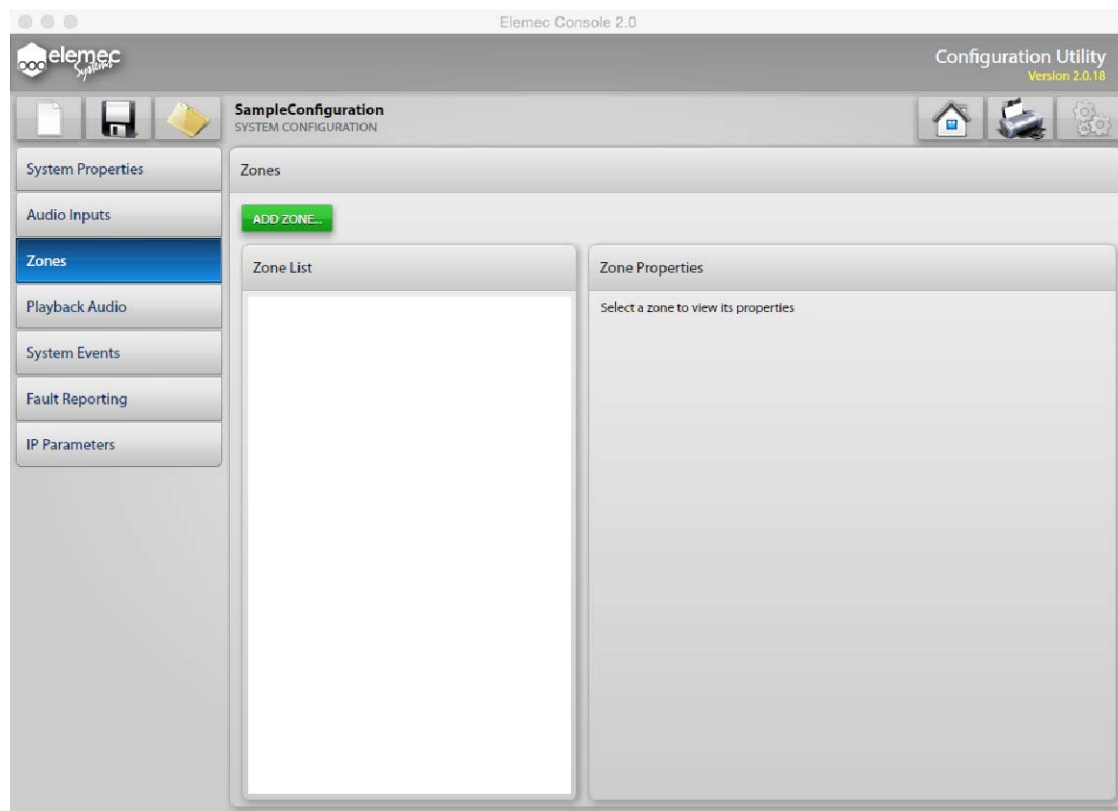 Elemec Console 2.0
elemec
Systems
Configuration Utility
Version 2.0.18
SampleConfiguration
SYSTEM CONFIGURATION
System Properties
Audio Inputs
Zones
Playback Audio
System Events
Fault Reporting
IP Parameters
Zones
ADD ZONE...
Zone List
Zone Properties
Select a zone to view its properties